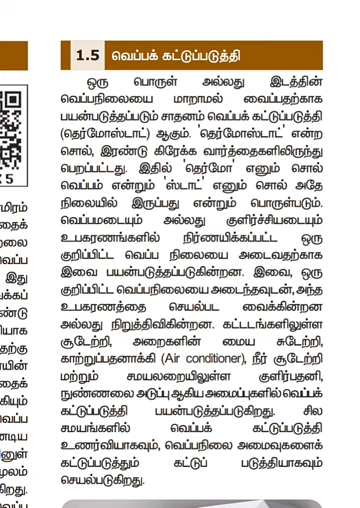 1.5 வெப்பக் கட்டுப்படுத்தி
ஒரு பொருள் அல்லது இடத்தின்
வெப்பநிலையை மாறாமல் வைப்பதற்காக
பயன்படுத்தப்படும் சாதனம் வெப்பக் கட்டுப்படுத்தி
(தெர்மோஸ்டாட்) ஆகும். 'தெர்மோஸ்டாட்' என்ற
சொல், இரண்டு கிரேக்க வார்த்தைகளிலிருந்து
பெறப்பட்டது. இதில் 'தெர்மோ' எனும் சொல்
வெப்பம் என்றும் 'ஸ்டாட்' எனும் சொல் அதே
நிலையில் இருப்பது என்றும் பொருள்படும்.
வெப்பமடையும் அல்லது குளிர்ச்சியடையும்
உபகரணங்களில் நிர்ணயிக்கப்பட்ட ஒரு
குறிப்பிட்ட வெப்ப நிலையை அடைவதற்காக
இவை பயன்படுத்தபடுகின்றன. இவை, ஒரு
குறிப்பிட்ட வெப்பநிலையை அடைந்தவுடன், அந்த
உபகரணத்தை செயல்பட வைக்கின்றன
அல்லது நிறுத்திவிகின்றன. கட்டடங்களிலுள்ள
சூடேற்றி, அறைகளின் மைய சுடேற்றி,
காற்றுப்பதனாக்கி (Air conditioner), நீர் சூடேற்றி
மற்றும் சமயலறையிலுள்ள குளிர்பதனி,
நுண்ணலை அடுப்பு ஆகிய அமைப்புகளில் வெப்பக்
கட்டுப்படுத்தி பயன்படுத்தப்படுகிறது. சில
சமயங்களில் வெப்பக் கட்டுப்படுத்தி
உணர்வியாகவும், வெப்பநிலை அமைவுகளைக்
கட்டுப்படுத்தும் கட்டுப் படுத்தியாகவும்
செயல்படுகிறது.